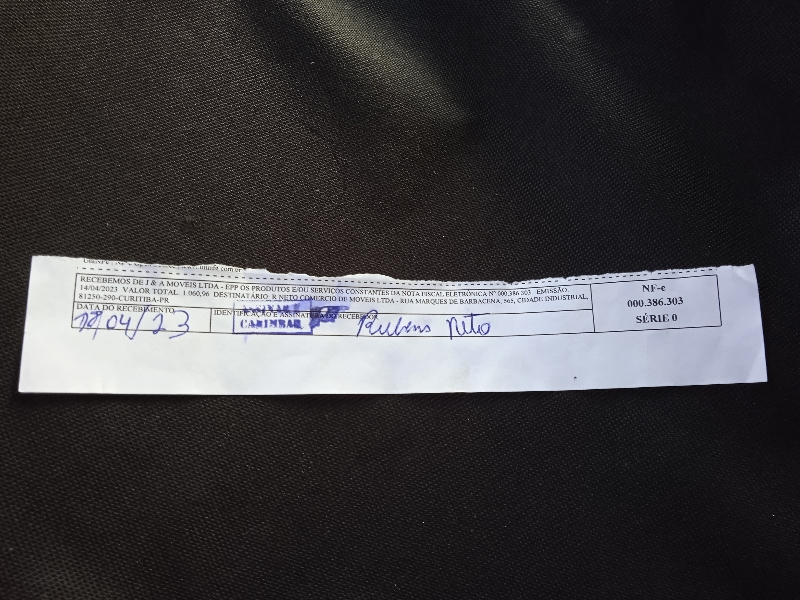 RECEBEMOS DE I & A MOVEIS LTDA - EPP OS PRODUTOS E/OU SERVIÇOS CONSTANTES DA NOTA FISCAL ELETRÔNICA Nº 000.386.303 EMISSÃO:
14/04/2023 VALOR TOTAL: 1.060,96 DESTINATÁRIO: R NETO COMERCIO DE MOVEIS LTDA - RUA MARQUES DE BARBACENA, 565, CIDADE INDUSTRIAL,
81250-290-CURITIBA-PR
DATA DO RECEBIMENTO
/04/23
IDENTIFICAÇÃO E ASSINATURA DO RECEBEDOR
CARIMBAR
Rubens Neto
NF-e
000.386.303
SÉRIE 0